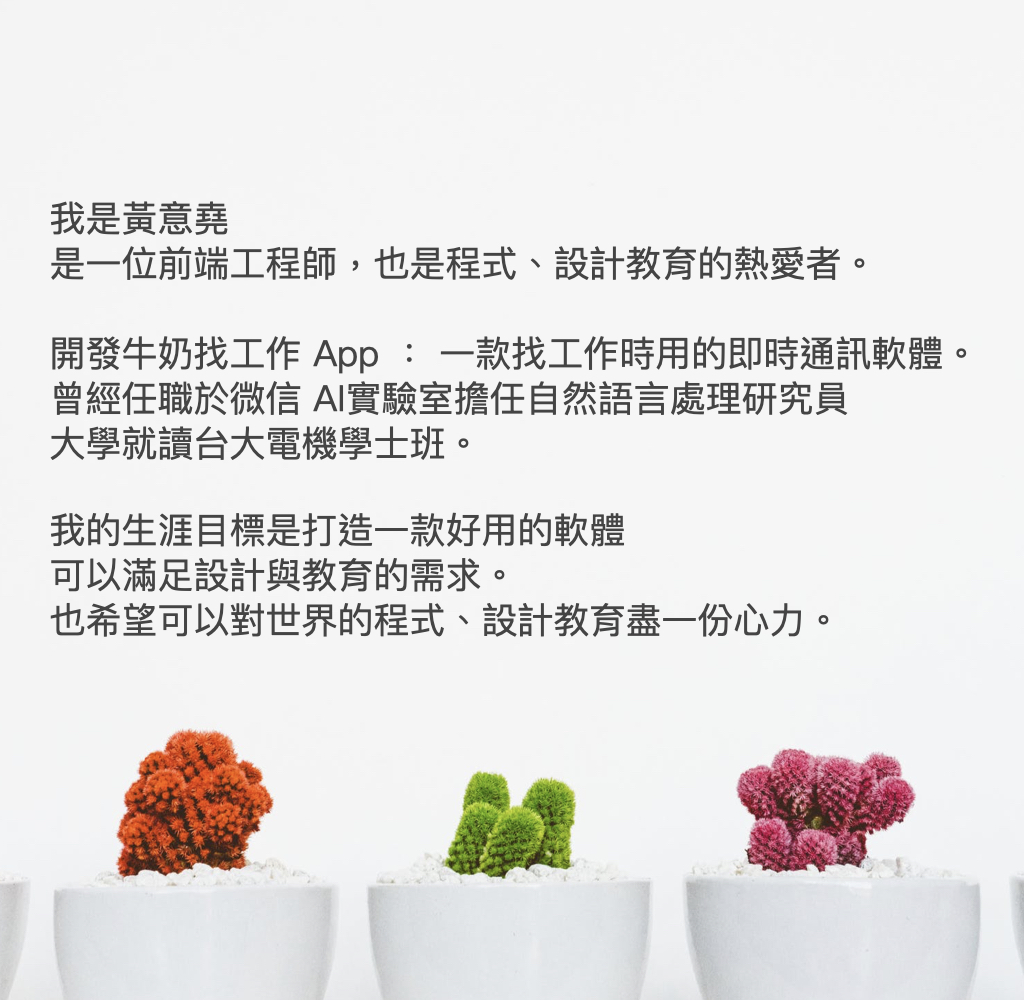 我是黃意堯
是一位前端工程師，也是程式、設計教育的熱愛者。
開發牛奶找工作 App ： 一款找工作時用的即時通訊軟體。
曾經任職於微信 AI實驗室擔任自然語言處理研究員
大學就讀台大電機學士班。
我的生涯目標是打造一款好用的軟體
可以滿足設計與教育的需求。
也希望可以對世界的程式、設計教育盡一份心力。